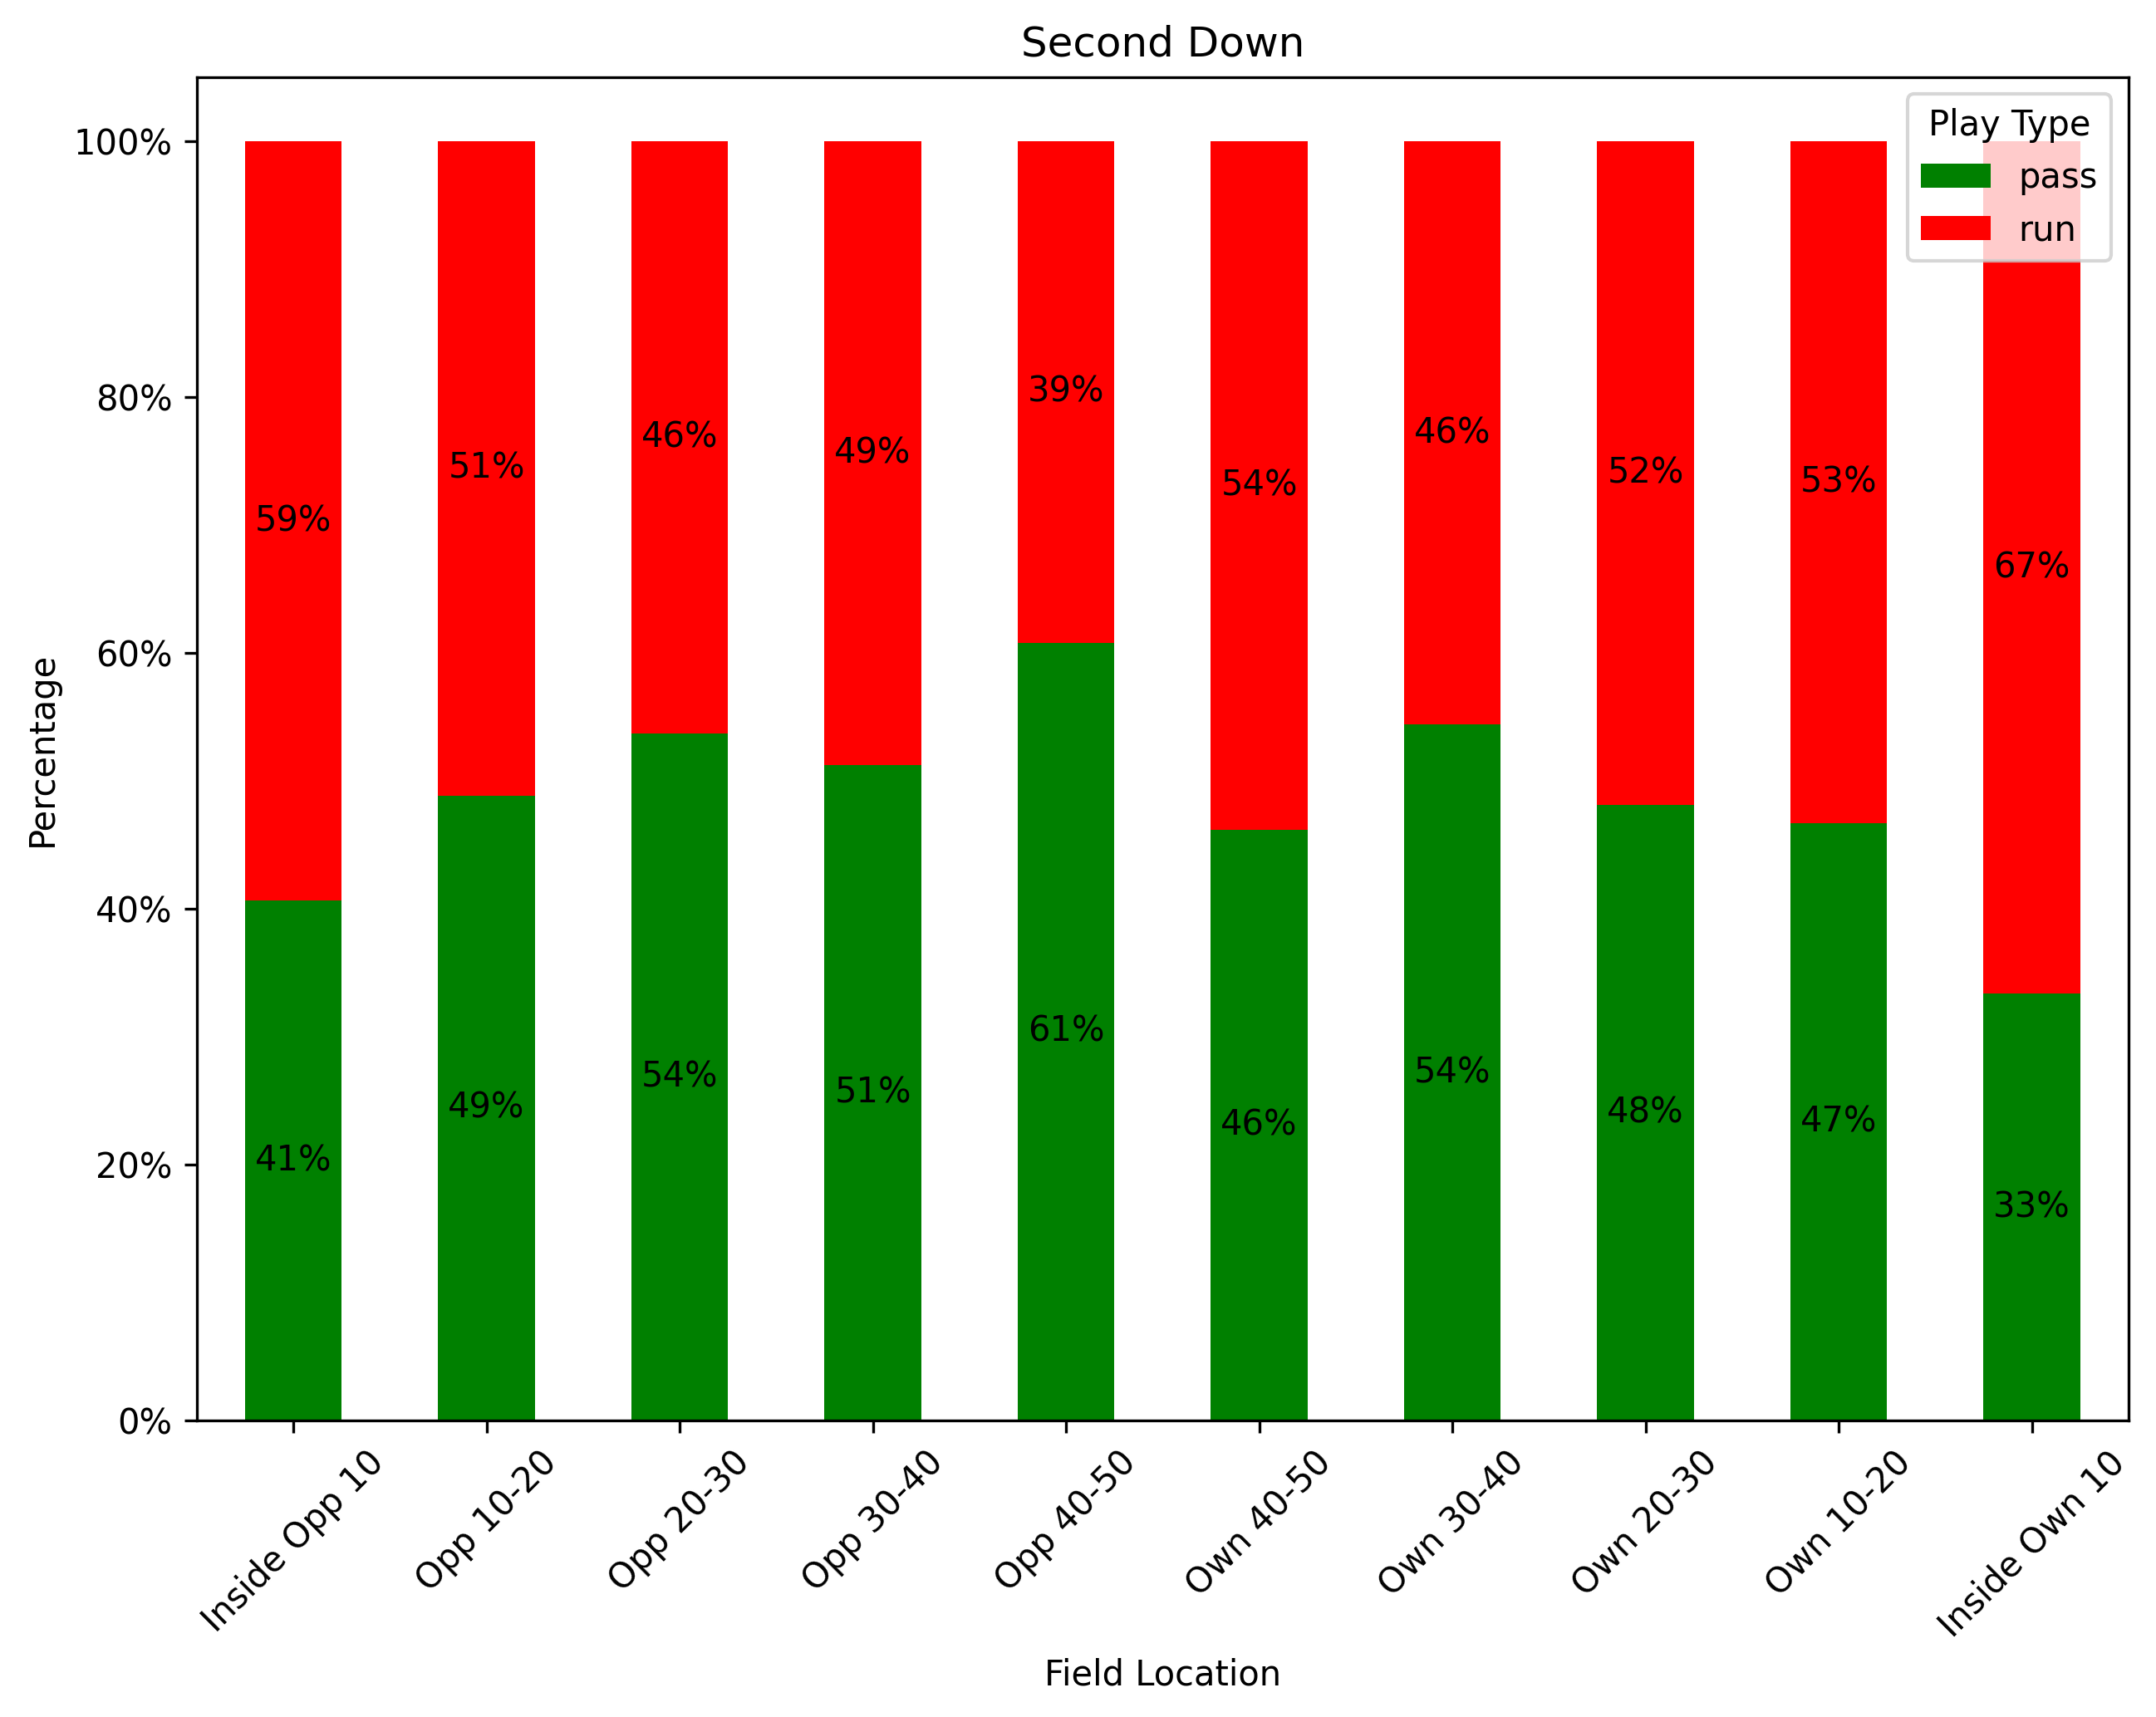 Second Down
Play Type
pass
run
100%
80%
60%
40%
20%
0%
Percentage
59%
51%
46%
49%
39%
54%
46%
52%
53%
67%
41%
49%
54%
51%
61%
46%
54%
48%
47%
33%
Inside Opp 10
Opp 10-20
Opp 20-30
Opp 30-40
Opp 40-50
Own 40-50
Own 30-40
Own 20-30
Own 10-20
Inside Own 10
Field Location